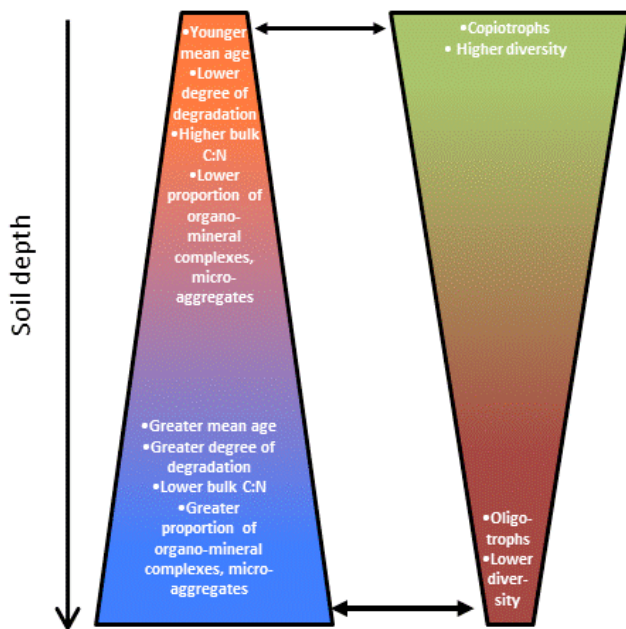 Soil depth
•Younger
mean age
•Lower
degree of
degradation
•Higher bulk
C:N
•Lower
proportion of
organo-
mineral
complexes,
micro-
aggregates
•Greater mean age
•Greater degree of
degradation
•Lower bulk C:N
•Greater
proportion of
organo-mineral
complexes, micro-
aggregates
•Copiotrophs
• Higher diversity
•Oligo-
trophs
•Lower
diver-
sity